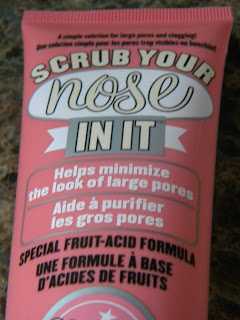 A simple solution for large pores and clogging!
Une solution simple pour les pores trop visibles ou bouchés!
SCRUB YOUR
nose
IN IT™
Helps minimize
the look of large pores
Aide à purifier
les gros pores
SPECIAL FRUIT-ACID FORMULA
UNE FORMULE À BASE
D'ACIDES DE FRUITS